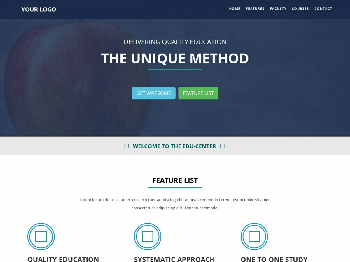 YOUR LOGO
HOME FEATURES FACULTY COURSES CONTACT
DELIVERING QUALITY EDUCATION
THE UNIQUE METHOD
GET AWESOME FEATURE LIST
WELCOME TO THE EDU-CENTER
FEATURE LIST
QUALITY EDUCATION SYSTEMATIC APPROACH ONE TO ONE STUDY